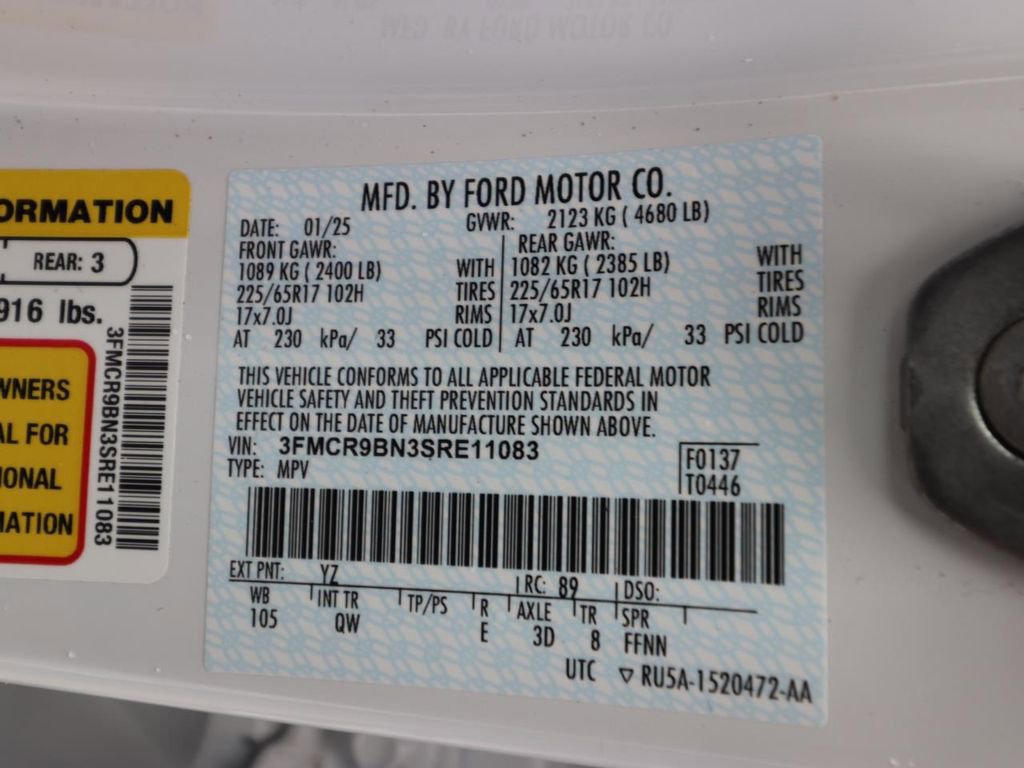 ORMATION
REAR: 3
916 lbs.
WNERS
AL FOR
IONAL
MATION
3FMCR9BN3SRE11083
MFD. BY FORD MOTOR CO.
DATE: 01/25 GVWR: 2123 KG ( 4680 LB)
FRONT GAWR: REAR GAWR:
1089 KG ( 2400 LB) WITH 1082 KG ( 2385 LB) WITH
225/65R17 102H TIRES 225/65R17 102H TIRES
17x7.0J RIMS 17x7.0J RIMS
AT 230 kPa/ 33 PSI COLD AT 230 kPa/ 33 PSI COLD
THIS VEHICLE CONFORMS TO ALL APPLICABLE FEDERAL MOTOR
VEHICLE SAFETY AND THEFT PREVENTION STANDARDS IN
EFFECT ON THE DATE OF MANUFACTURE SHOWN ABOVE.
VIN: 3FMCR9BN3SRE11083 F0137
TYPE: MPV T0446
EXT PNT: YZ RC: 89 DSO:
WB INT TR TP/PS R AXLE TR SPR
105 QW E 3D 8 FFNN
UTC ▽ RU5A-1520472-AA